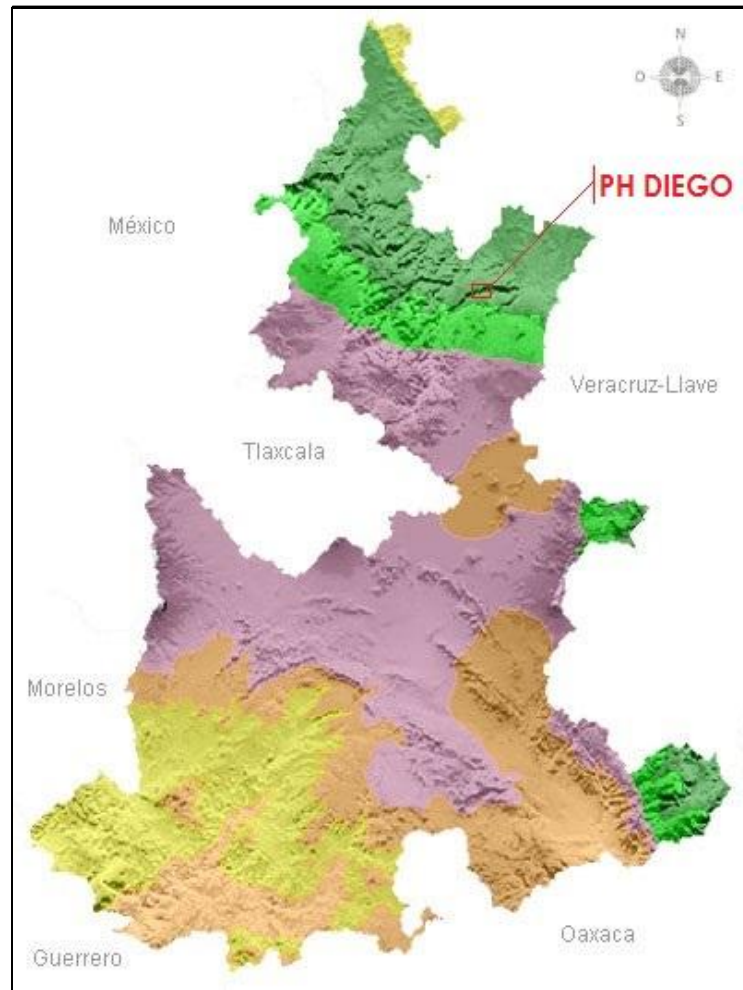 N
O E
S
PH DIEGO
México
Veracruz-Llave
Tlaxcala
Morelos
Oaxaca
Guerrero